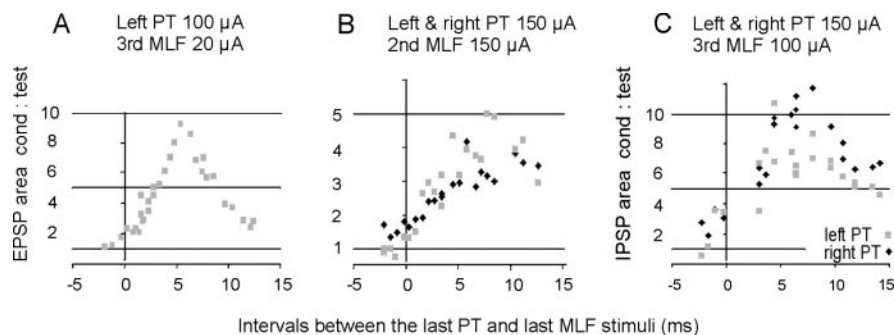 A
Left PT 100 µA
3rd MLF 20 µA
B
Left & right PT 150 µA
2nd MLF 150 µA
C
Left & right PT 150 µA
3rd MLF 100 µA
EPSP area cond : test
10
8
6
4
2
-5 0 5 10 15
5
4
3
2
1
-5 0 5 10 15
IPSP area cond : test
10
8
6
4
2
-5 0 5 10 15
left PT
right PT
Intervals between the last PT and last MLF stimuli (ms)